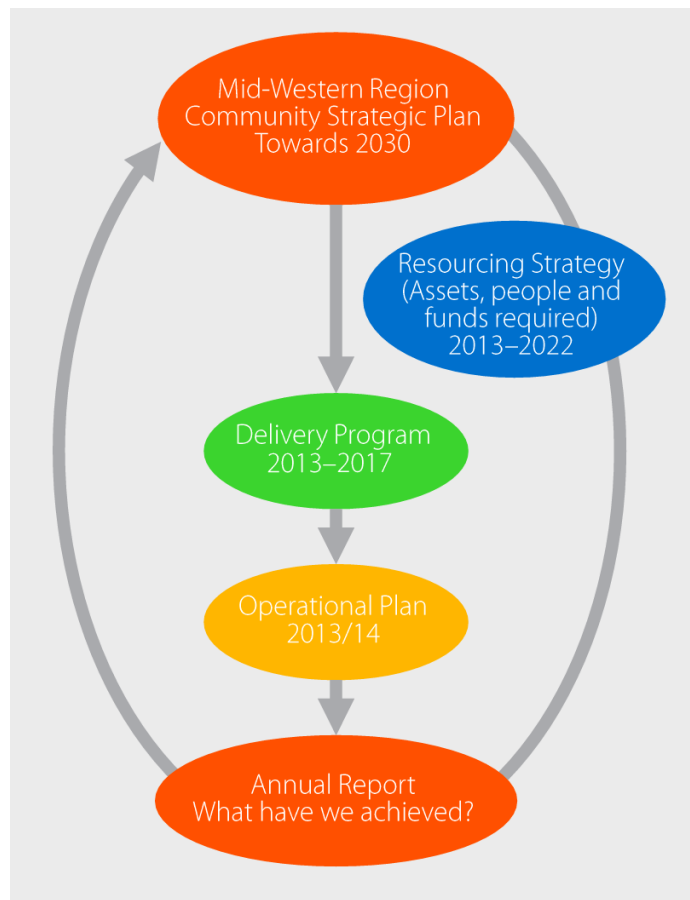 Mid-Western Region
Community Strategic Plan
Towards 2030
Resourcing Strategy
(Assets, people and
funds required)
2013–2022
Delivery Program
2013–2017
Operational Plan
2013/14
Annual Report
What have we achieved?